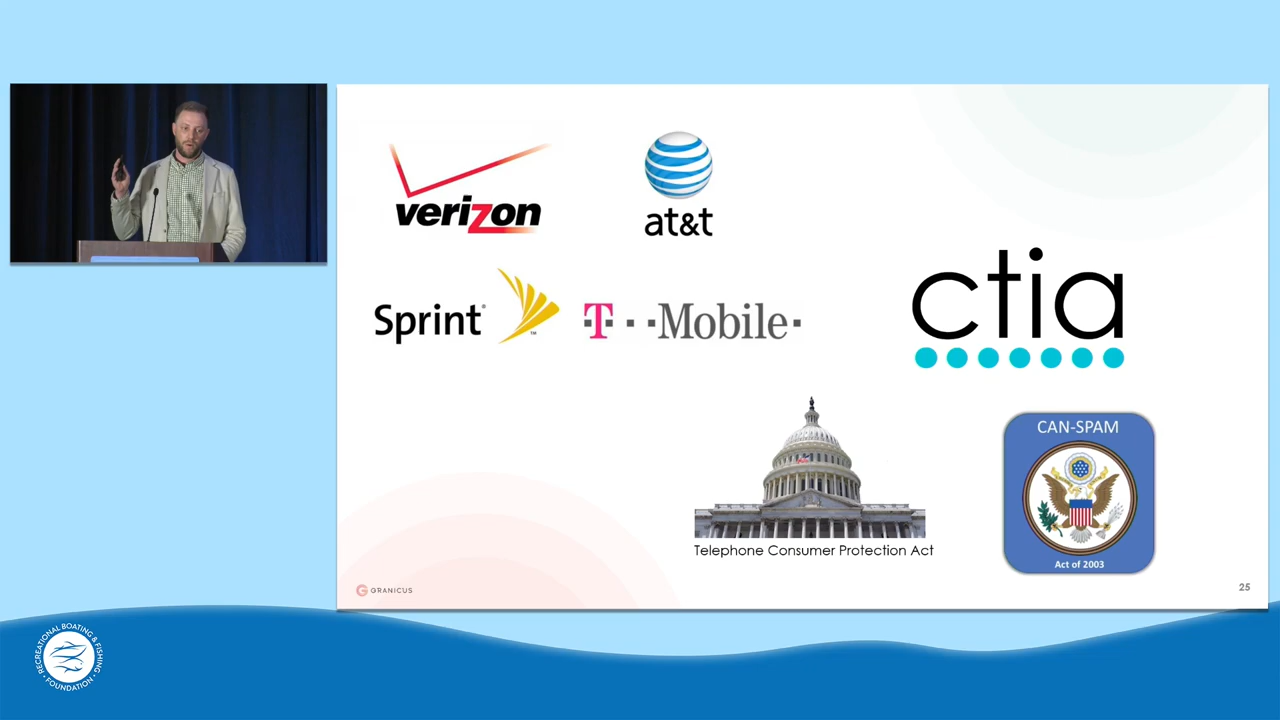 verizon
at&t
Sprint
T··Mobile·
ctia
CAN-SPAM
Act of 2003
Telephone Consumer Protection Act
GRANICUS
25
RECREATIONAL BOATING & FISHING
· FOUNDATION ·